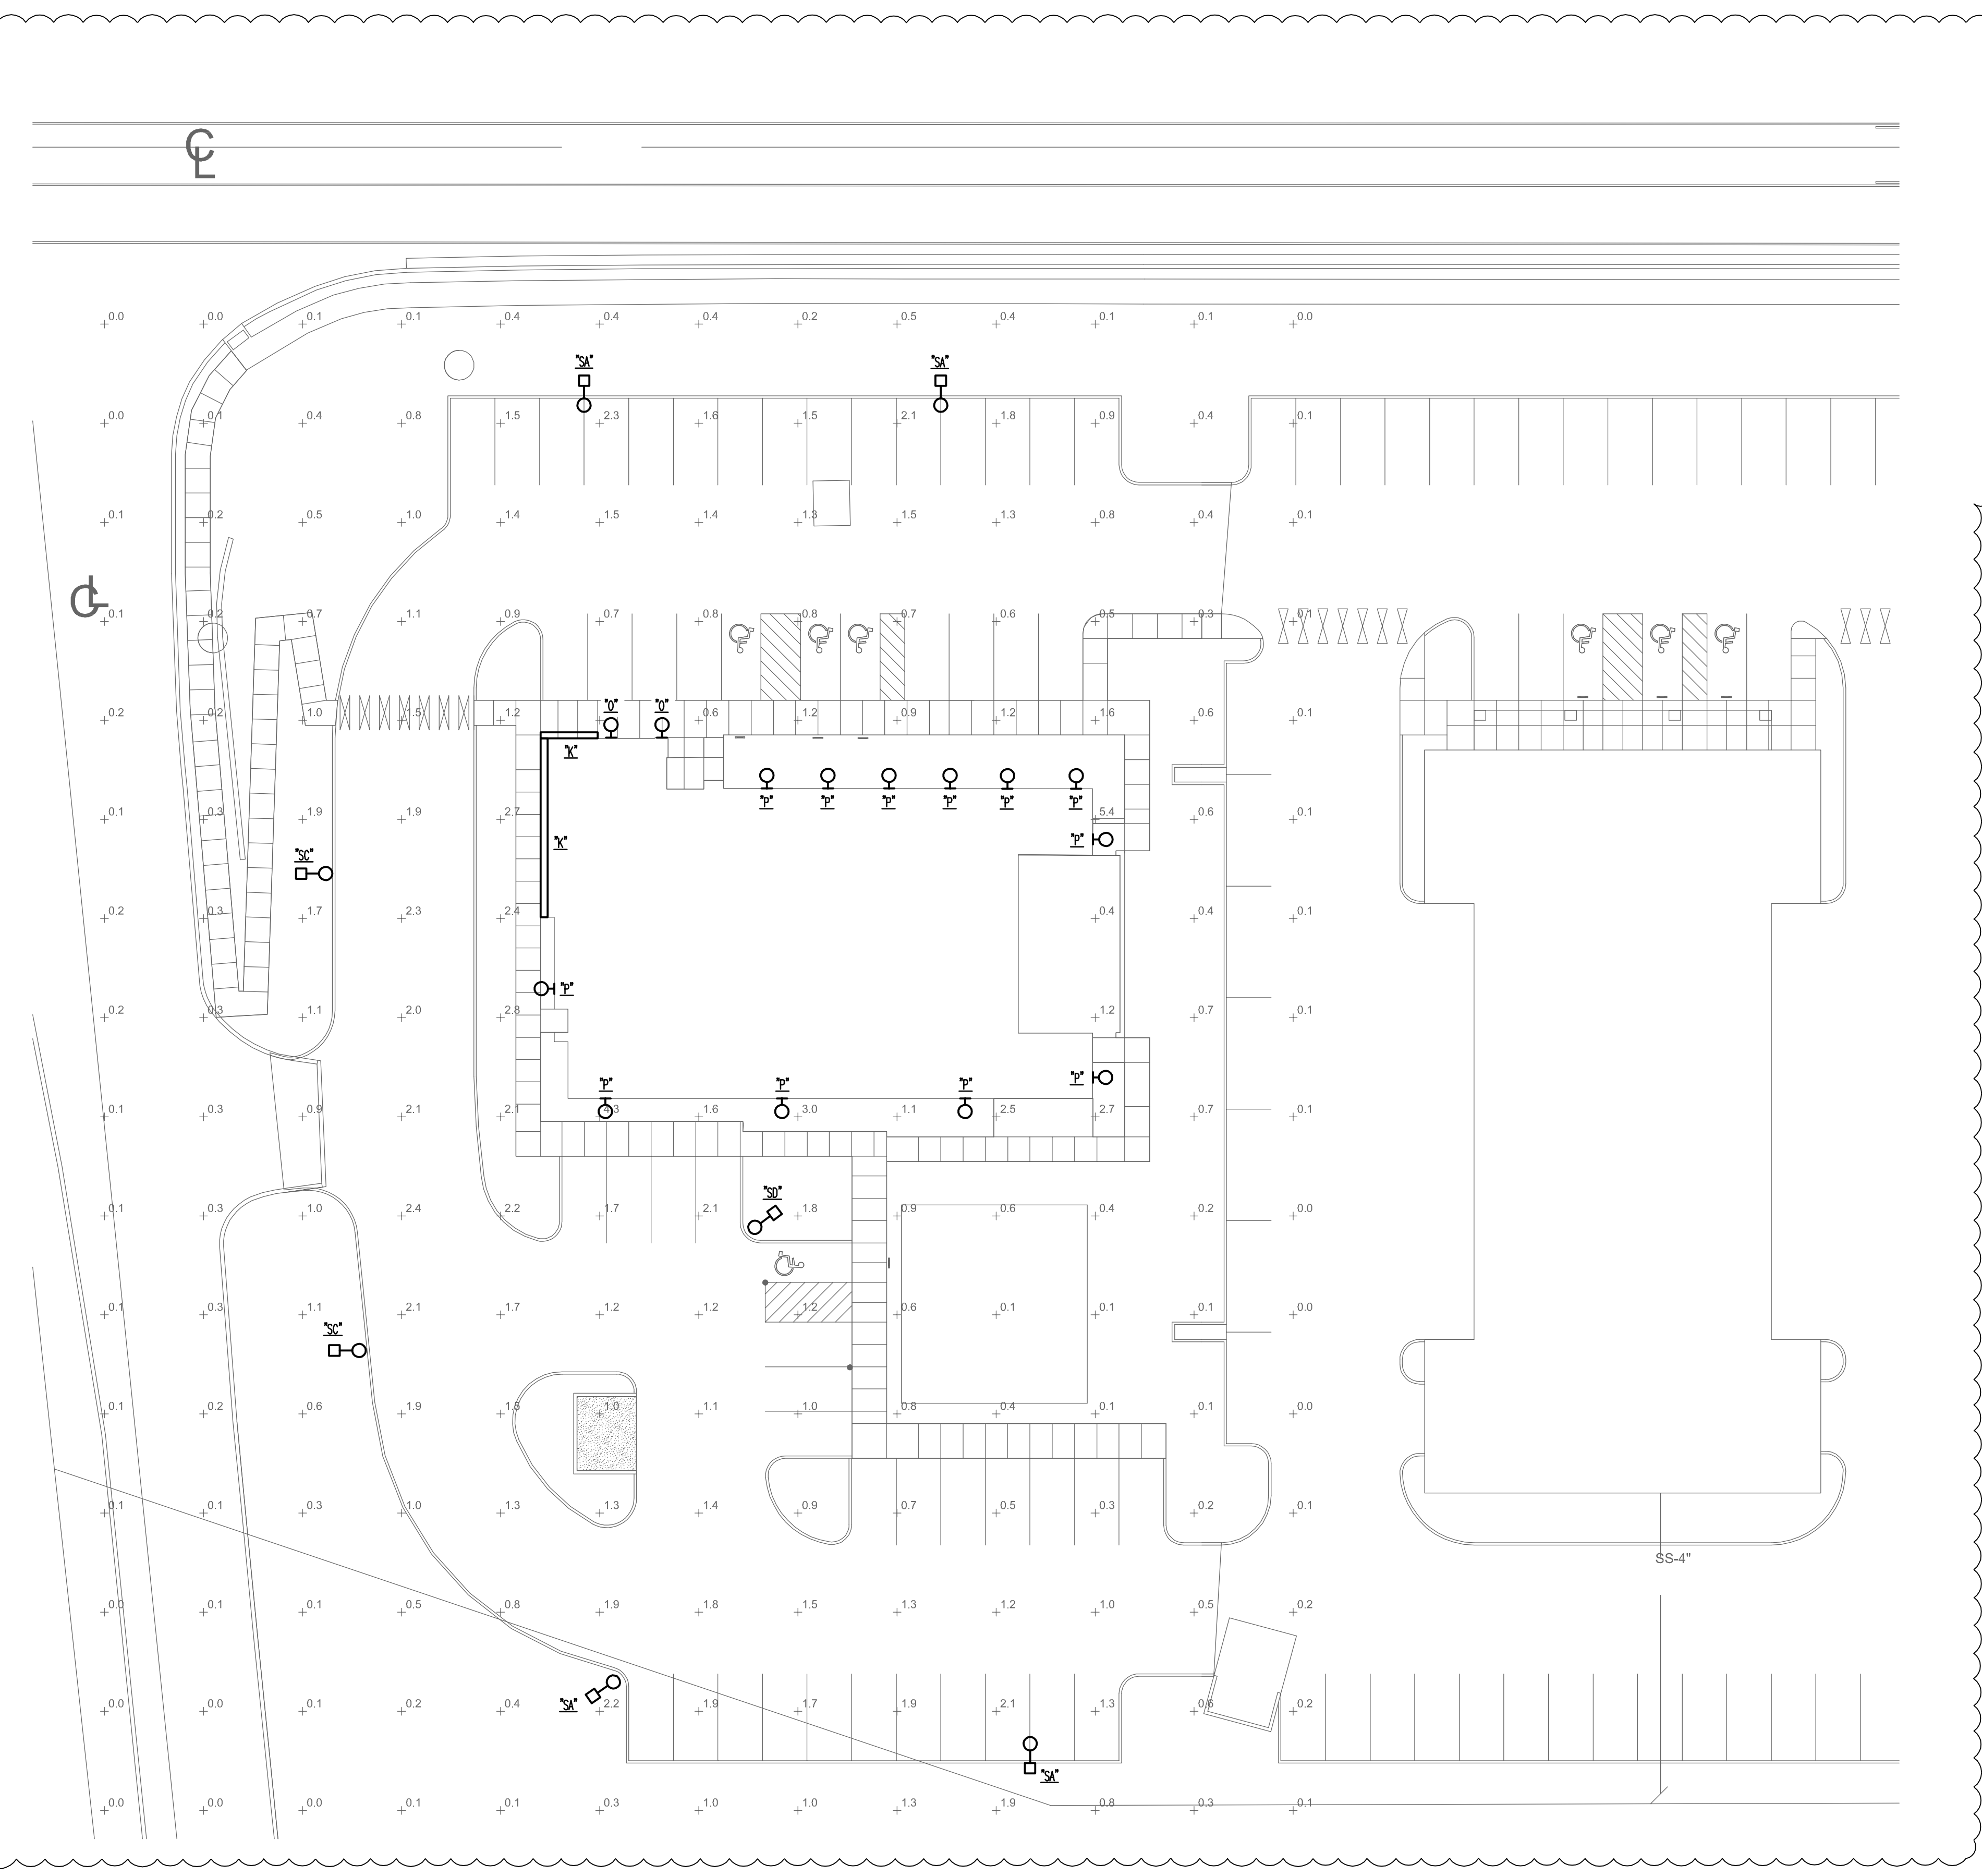 CL
0.0 0.0 0.1 0.1 0.4 0.4 0.4 0.2 0.5 0.4 0.1 0.1 0.0
"SA" "SA"
0.0 0.1 0.4 0.8 1.5 2.3 1.6 1.5 2.1 1.8 0.9 0.4 0.1
0.1 0.2 0.5 1.0 1.4 1.5 1.4 1.3 1.5 1.3 0.8 0.4 0.1
CL
0.1 0.2 0.7 1.1 0.9 0.7 0.8 0.8 0.7 0.6 0.5 0.3 0.1
"O" "O"
0.2 0.2 1.0 1.5 1.2 0.6 1.2 0.9 1.2 1.6 0.6 0.1
"K"
"P" "P" "P" "P" "P" "P"
0.1 0.3 1.9 1.9 2.7 5.4 0.6 0.1
"K" "P"
"SC"
0.2 0.3 1.7 2.3 2.4 0.4 0.4 0.1
"P"
0.2 0.3 1.1 2.0 2.8 1.2 0.7 0.1
"P" "P" "P" "P"
0.1 0.3 0.9 2.1 2.1 4.3 1.6 3.0 1.1 2.5 2.7 0.7 0.1
"SD"
0.1 0.3 1.0 2.4 2.2 1.7 2.1 1.8 0.9 0.6 0.4 0.2 0.0
0.1 0.3 1.1 2.1 1.7 1.2 1.2 1.2 0.6 0.1 0.1 0.1 0.0
"SC"
0.1 0.2 0.6 1.9 1.5 1.0 1.1 1.0 0.8 0.4 0.1 0.1 0.0
0.1 0.1 0.3 1.0 1.3 1.3 1.4 0.9 0.7 0.5 0.3 0.2 0.1
SS-4"
0.0 0.1 0.1 0.5 0.8 1.9 1.8 1.5 1.3 1.2 1.0 0.5 0.2
0.0 0.0 0.1 0.2 0.4 2.2 1.9 1.7 1.9 2.1 1.3 0.6 0.2
"SA"
"SA"
0.0 0.0 0.0 0.1 0.1 0.3 1.0 1.0 1.3 1.9 0.8 0.3 0.1